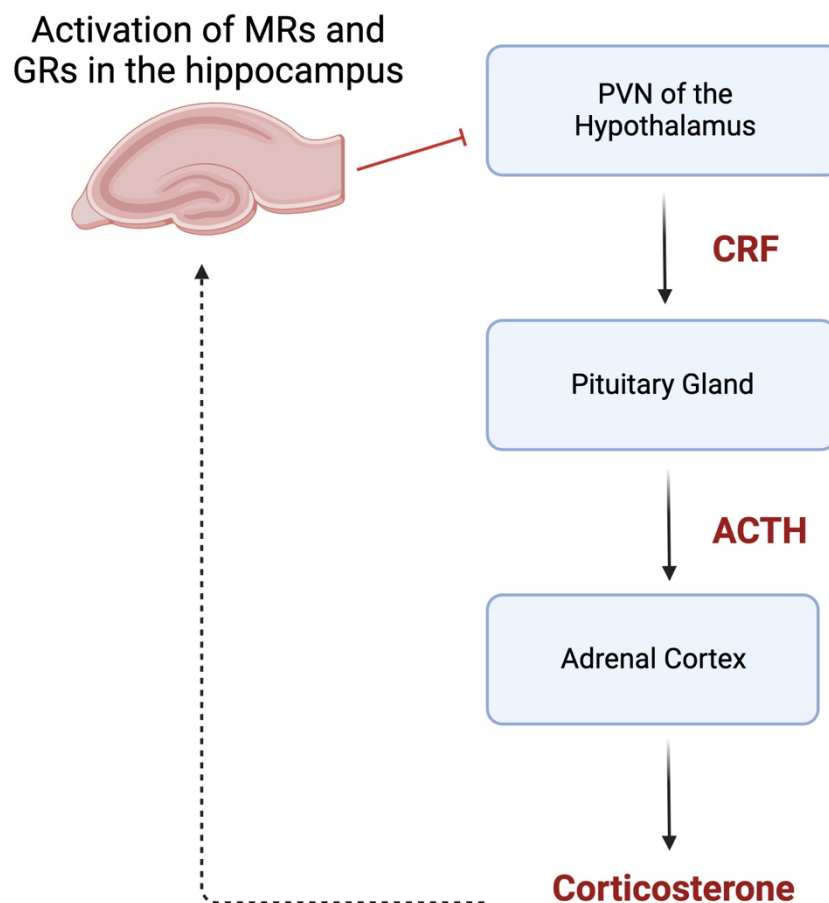 Activation of MRs and
GRs in the hippocampus
PVN of the
Hypothalamus
CRF
Pituitary Gland
ACTH
Adrenal Cortex
Corticosterone